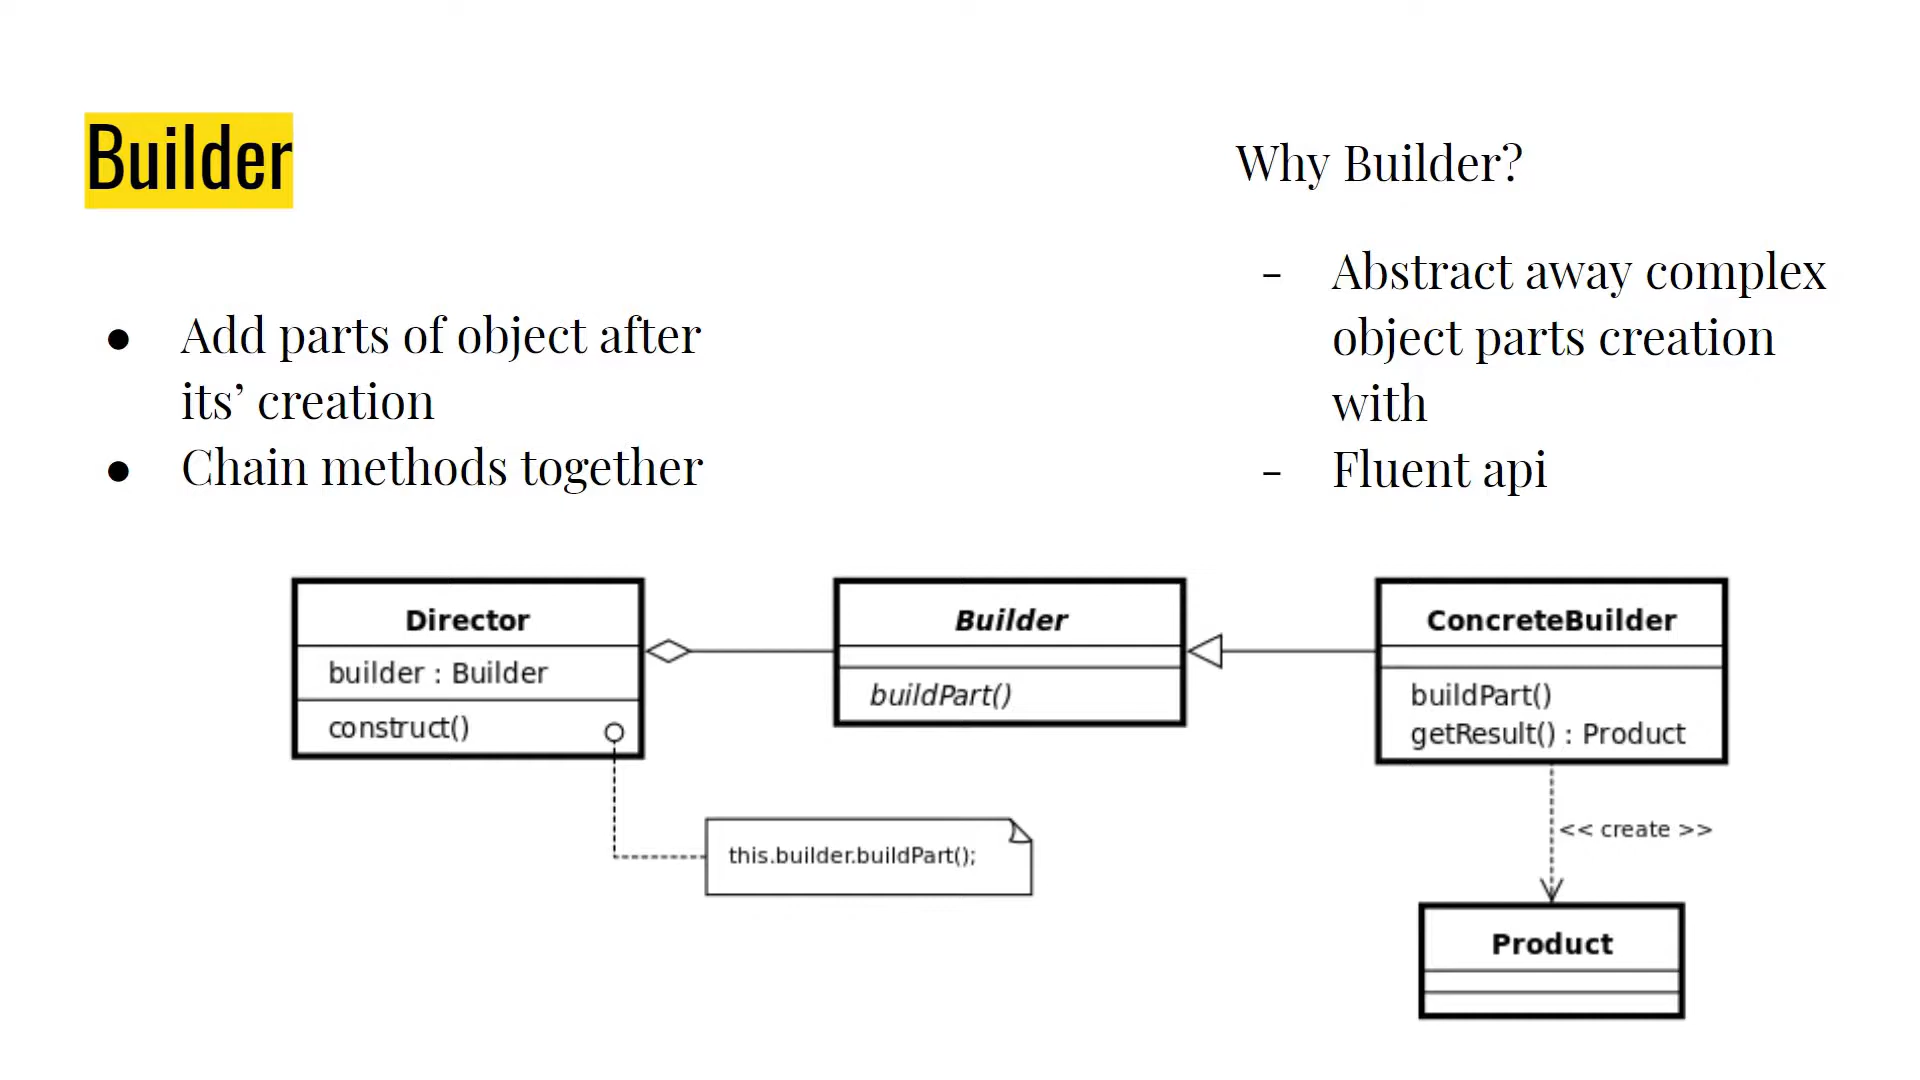 Builder
● Add parts of object after
its’ creation
● Chain methods together
Why Builder?
- Abstract away complex
object parts creation
with
- Fluent api
Director
builder : Builder
construct()
this.builder.buildPart();
Builder
buildPart()
ConcreteBuilder
buildPart()
getResult() : Product
<< create >>
Product